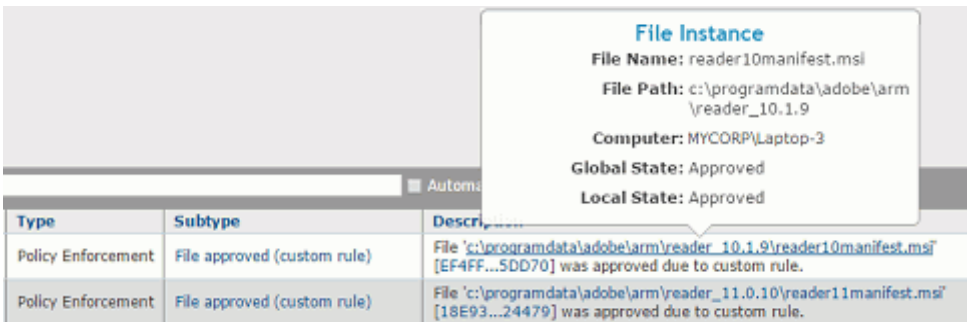 File Instance
File Name: reader10manifest.msi
File Path: c:\programdata\adobe\arm
\reader_10.1.9
Computer: MYCORP\Laptop-3
Global State: Approved
Local State: Approved
Type Subtype
Policy Enforcement File approved (custom rule) File 'c:\programdata\adobe\arm\reader_10.1.9\reader10manifest.msi'
[EF4FF...5DD70] was approved due to custom rule.
Policy Enforcement File approved (custom rule) File 'c:\programdata\adobe\arm\reader_11.0.10\reader11manifest.msi'
[18E93...24479] was approved due to custom rule.